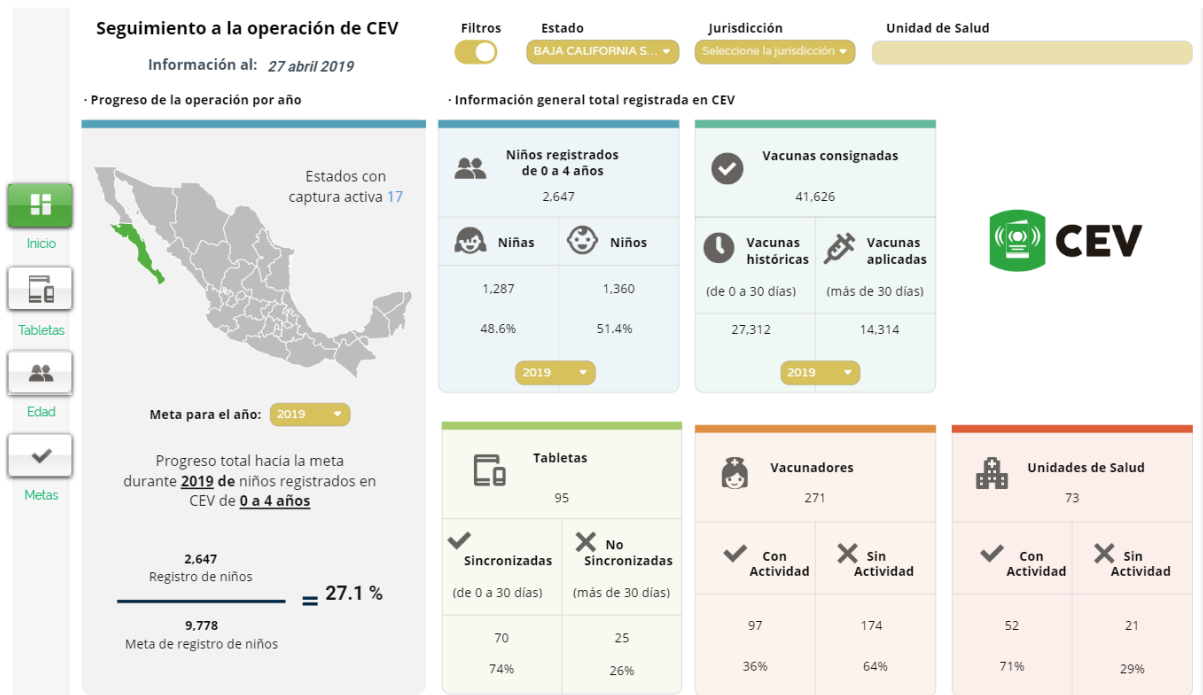 Seguimiento a la operación de CEV
Información al: 27 abril 2019
Filtros
Estado
BAJA CALIFORNIA S...
Jurisdicción
Seleccione la jurisdicción
Unidad de Salud
Inicio
Tabletas
Edad
Metas
· Progreso de la operación por año
Estados con
captura activa 17
Meta para el año: 2019
Progreso total hacia la meta
durante 2019 de niños registrados en
CEV de 0 a 4 años
2,647
Registro de niños
= 27.1 %
9,778
Meta de registro de niños
· Información general total registrada en CEV
Niños registrados
de 0 a 4 años
2,647
Niñas
Niños
1,287
1,360
48.6%
51.4%
2019
Vacunas consignadas
41,626
Vacunas
históricas
(de 0 a 30 días)
Vacunas
aplicadas
(más de 30 días)
27,312
14,314
2019
CEV
Tabletas
95
Sincronizadas
(de 0 a 30 días)
No
Sincronizadas
(más de 30 días)
70
25
74%
26%
Vacunadores
271
Con
Actividad
Sin
Actividad
97
174
36%
64%
Unidades de Salud
73
Con
Actividad
Sin
Actividad
52
21
71%
29%